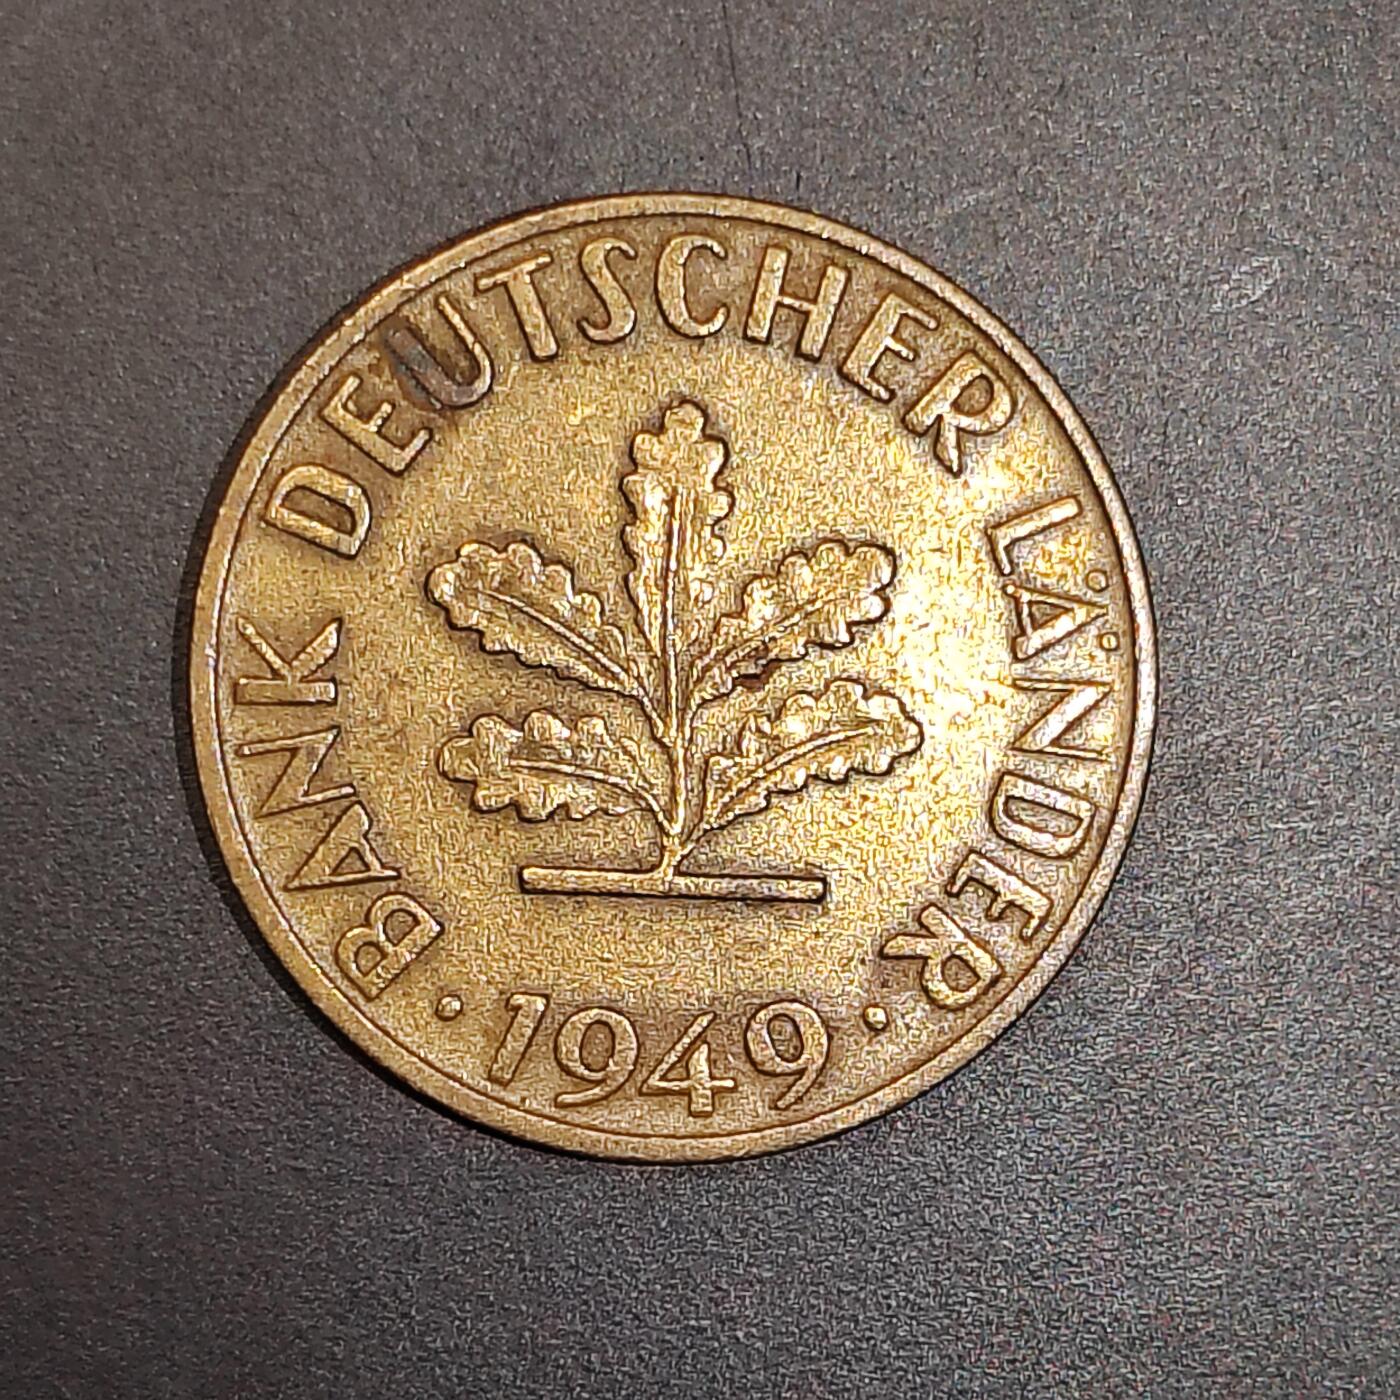 BANK DEUTSCHER LÄNDER
· 1949 ·